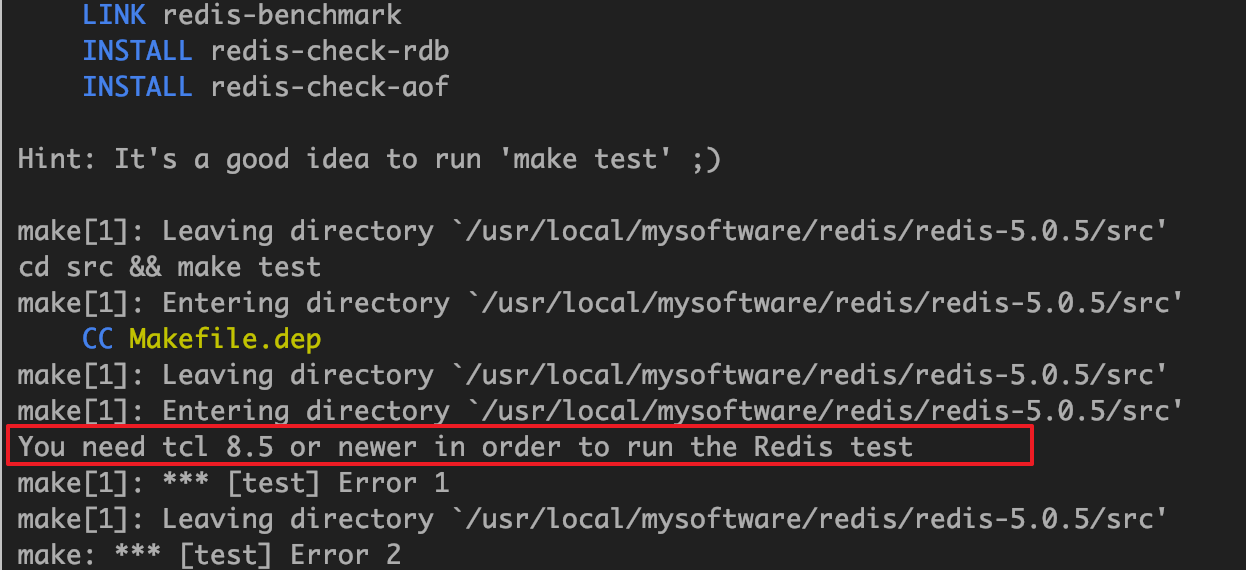 LINK redis-benchmark
INSTALL redis-check-rdb
INSTALL redis-check-aof
Hint: It's a good idea to run 'make test' ;)
make[1]: Leaving directory `/usr/local/mysoftware/redis/redis-5.0.5/src'
cd src && make test
make[1]: Entering directory `/usr/local/mysoftware/redis/redis-5.0.5/src'
CC Makefile.dep
make[1]: Leaving directory `/usr/local/mysoftware/redis/redis-5.0.5/src'
make[1]: Entering directory `/usr/local/mysoftware/redis/redis-5.0.5/src'
You need tcl 8.5 or newer in order to run the Redis test
make[1]: *** [test] Error 1
make[1]: Leaving directory `/usr/local/mysoftware/redis/redis-5.0.5/src'
make: *** [test] Error 2